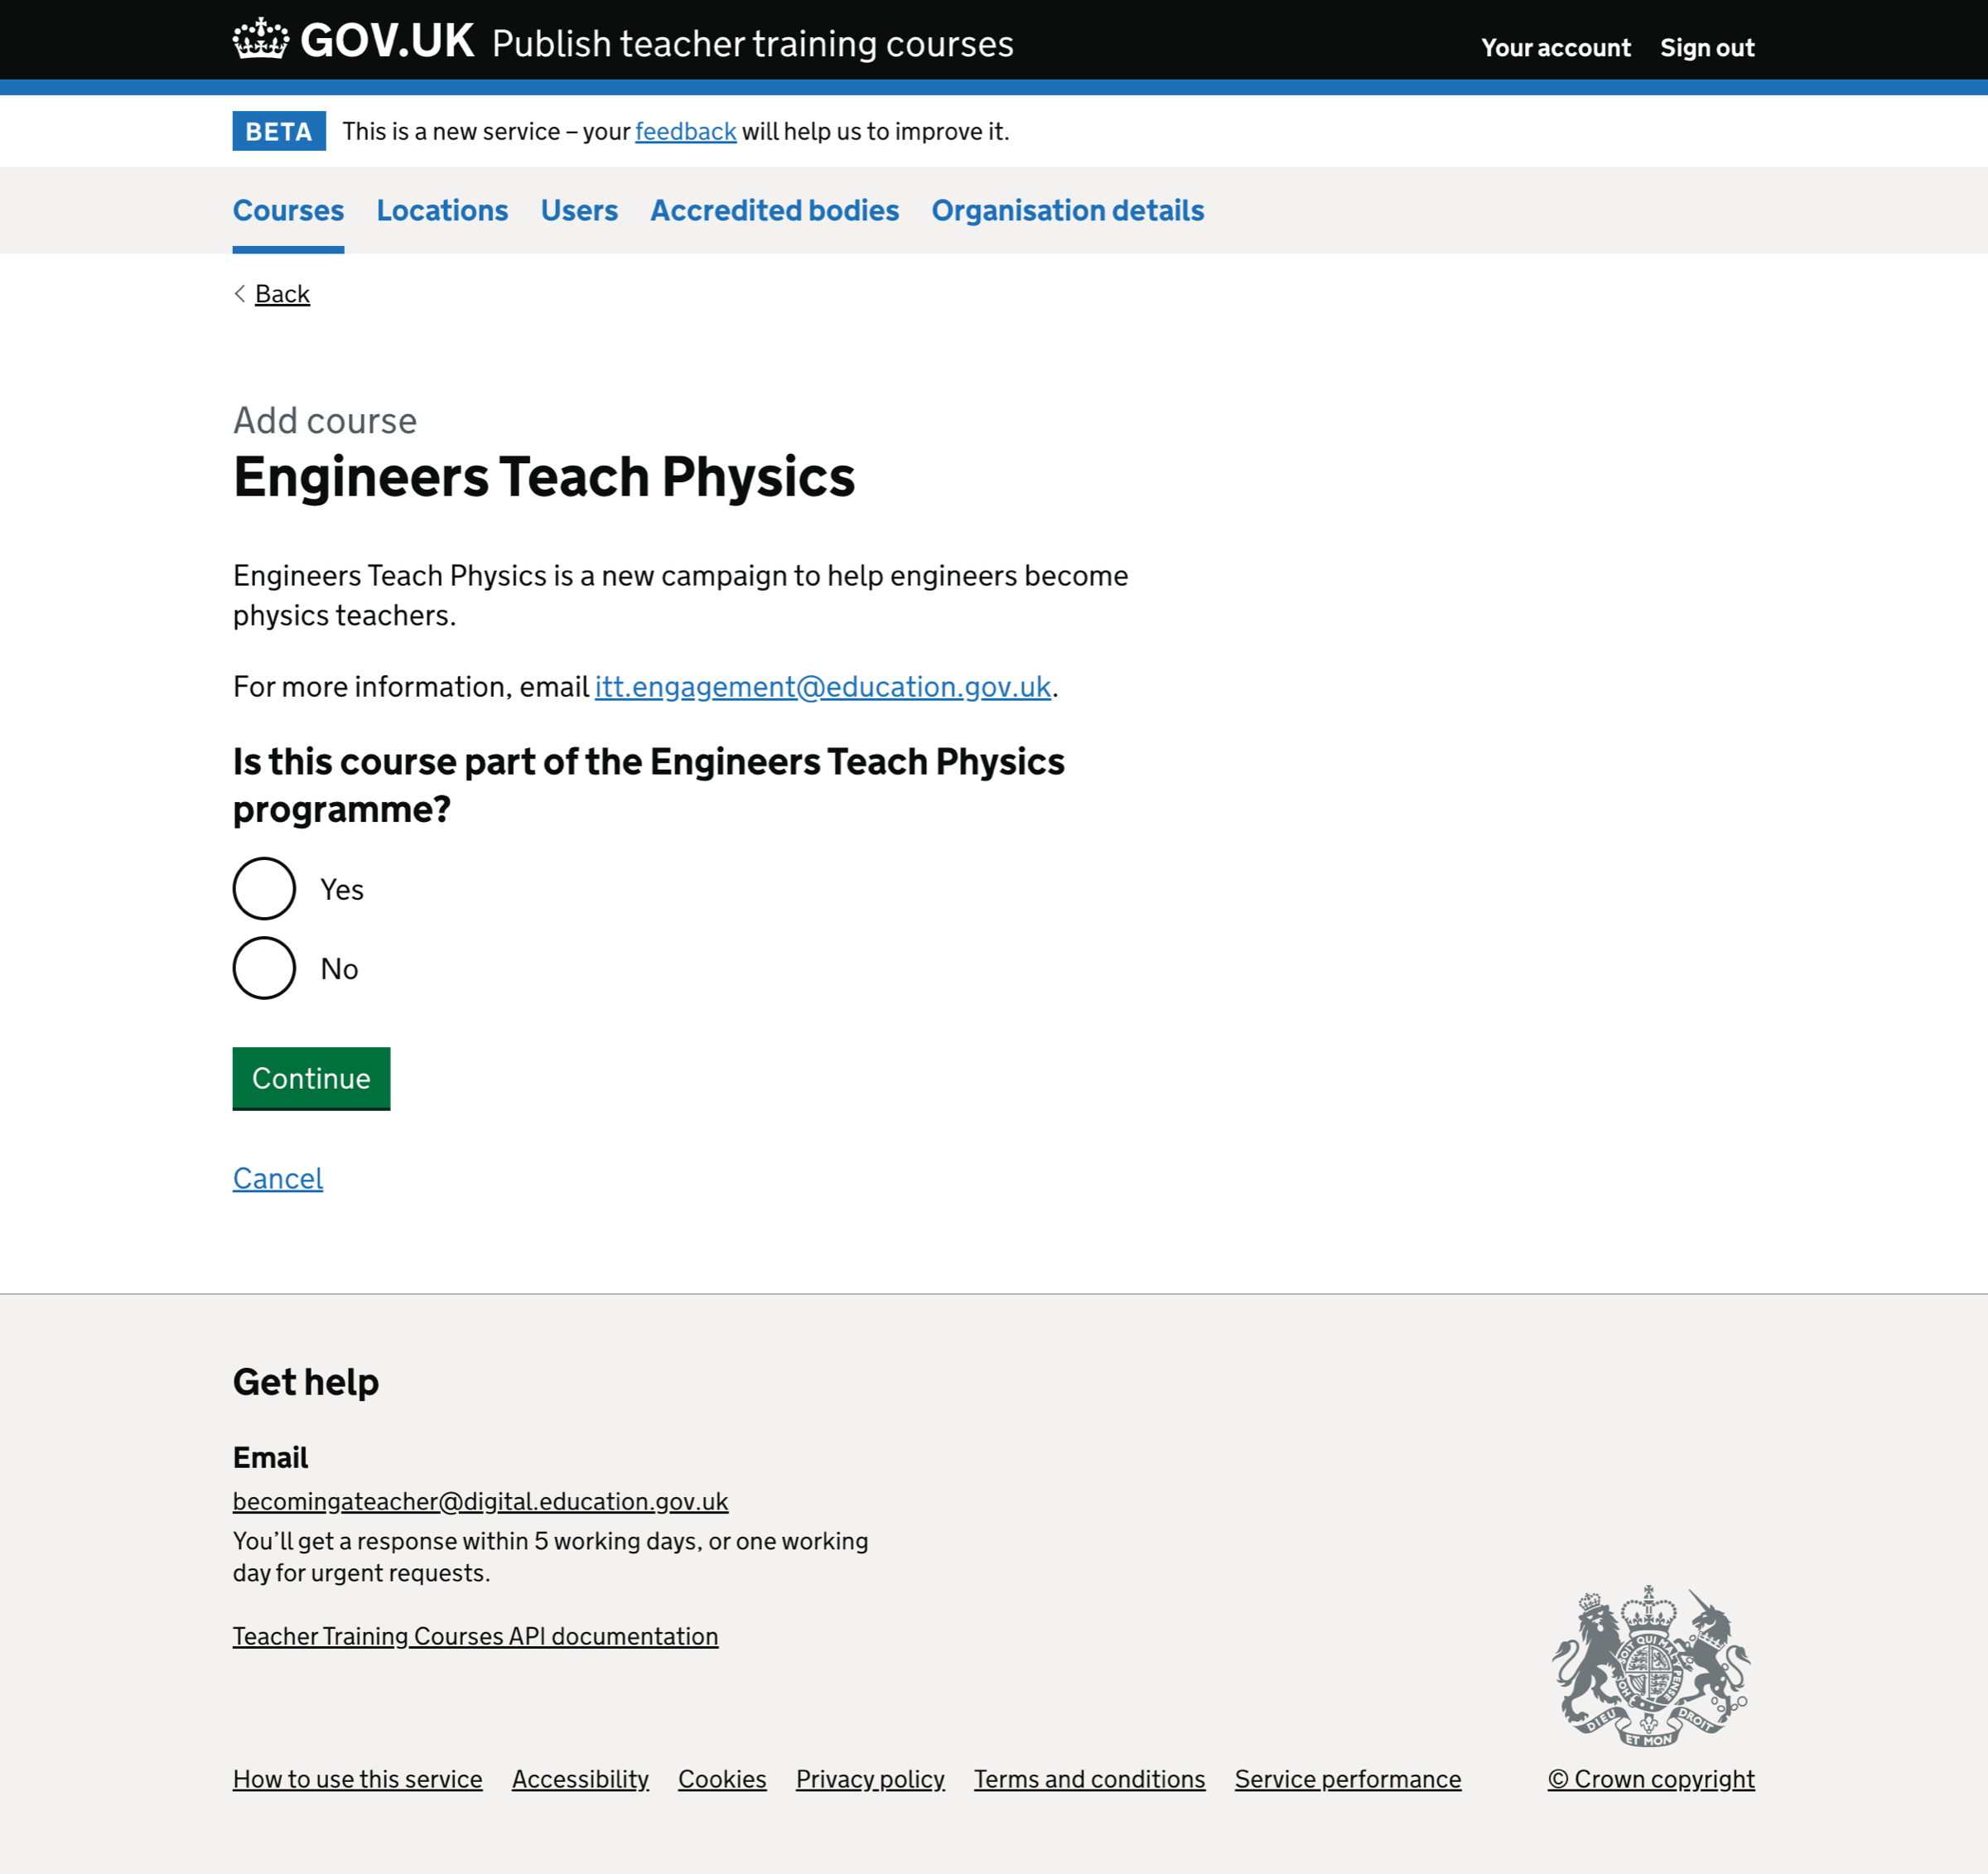 GOV.UK Publish teacher training courses
Your account Sign out
BETA This is a new service – your feedback will help us to improve it.
Courses Locations Users Accredited bodies Organisation details
Back
Add course
Engineers Teach Physics
Engineers Teach Physics is a new campaign to help engineers become
physics teachers.
For more information, email itt.engagement@education.gov.uk.
Is this course part of the Engineers Teach Physics
programme?
Yes
No
Continue
Cancel
Get help
Email
becomingateacher@digital.education.gov.uk
You’ll get a response within 5 working days, or one working
day for urgent requests.
Teacher Training Courses API documentation
DIEU ET MON DROIT
How to use this service Accessibility Cookies Privacy policy Terms and conditions Service performance
© Crown copyright